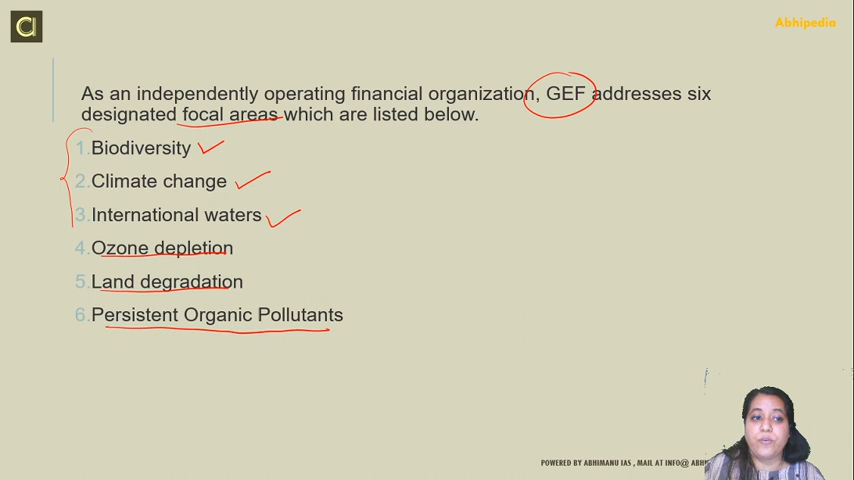 Abhipedia
As an independently operating financial organization, GEF addresses six
designated focal areas which are listed below.
1.Biodiversity
2.Climate change
3.International waters
4.Ozone depletion
5.Land degradation
6.Persistent Organic Pollutants
POWERED BY ABHIMANU IAS , MAIL AT INFO@ ABH